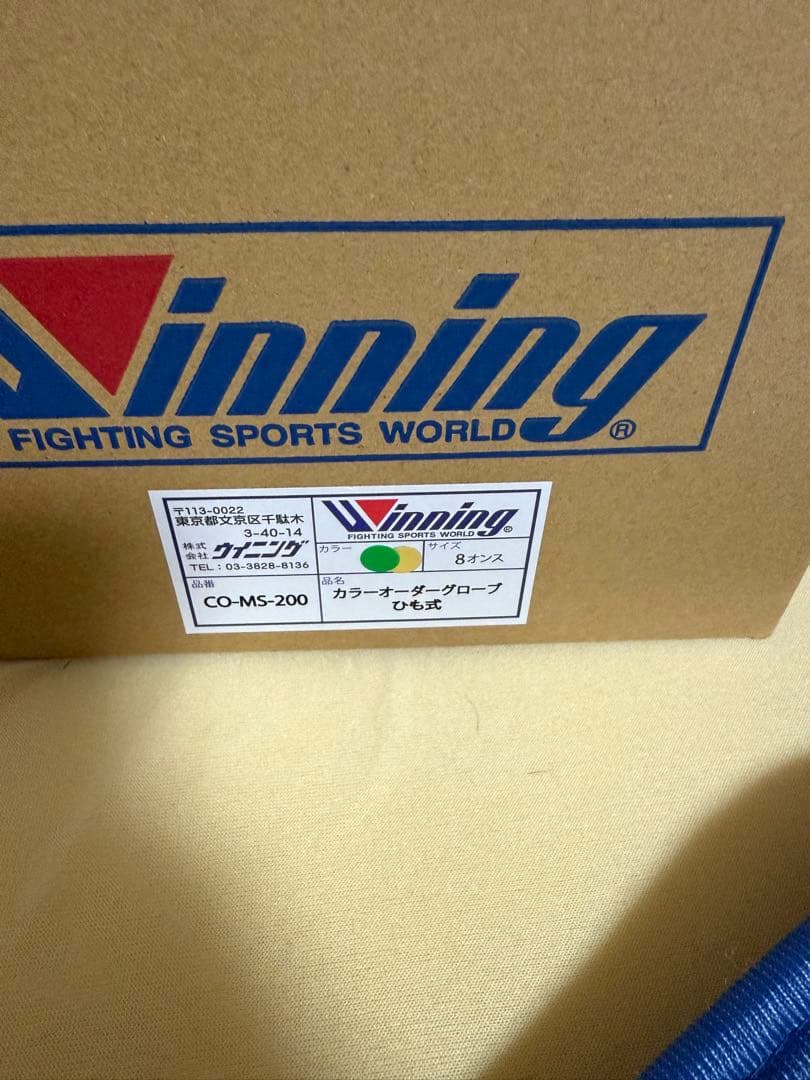 Winning
FIGHTING SPORTS WORLD®
〒113-0022
東京都文京区千駄木
3-40-14
株式会社 ウイニング
TEL：03-3828-8136
Winning®
FIGHTING SPORTS WORLD
カラー
サイズ
8オンス
品番
CO-MS-200
品名
カラーオーダーグローブ
ひも式